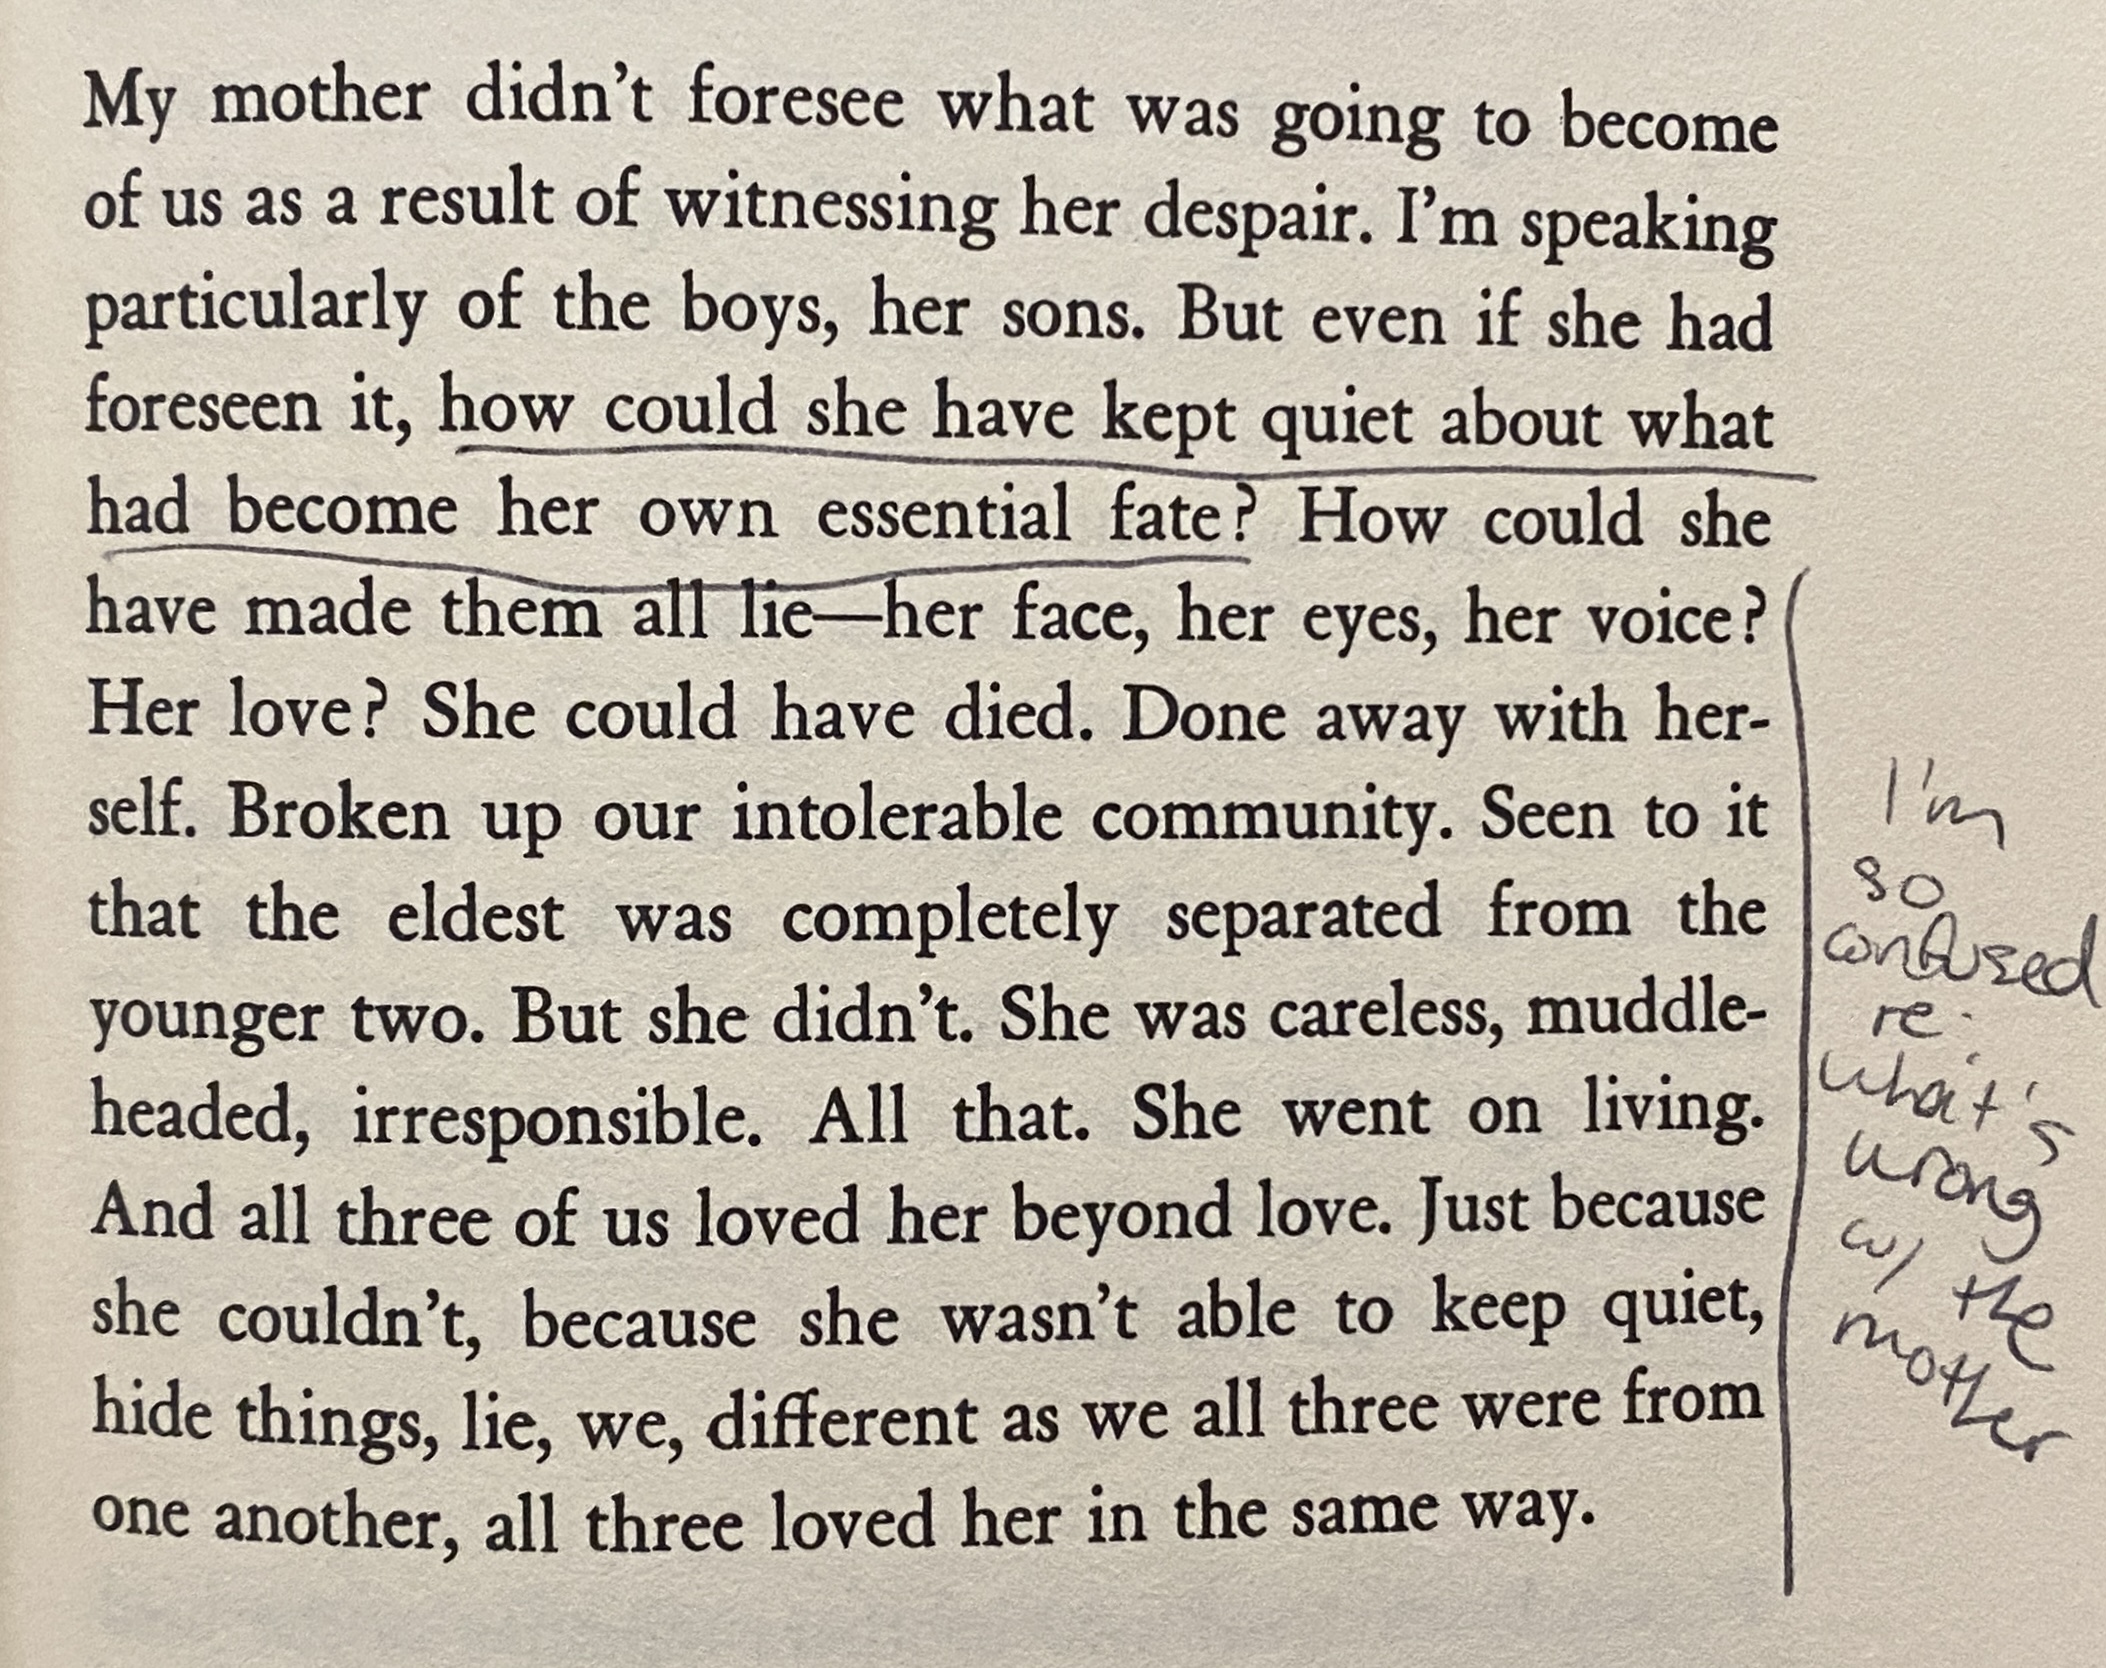 My mother didn't foresee what was going to become
of us as a result of witnessing her despair. I'm speaking
particularly of the boys, her sons. But even if she had
foreseen it, how could she have kept quiet about what
had become her own essential fate? How could she
have made them all lie—her face, her eyes, her voice?
Her love? She could have died. Done away with her-
self. Broken up our intolerable community. Seen to it
that the eldest was completely separated from the
younger two. But she didn't. She was careless, muddle-
headed, irresponsible. All that. She went on living.
And all three of us loved her beyond love. Just because
she couldn't, because she wasn't able to keep quiet,
hide things, lie, we, different as we all three were from
one another, all three loved her in the same way.
I'm
so
confused
re:
what's
wrong
w/ the
mother